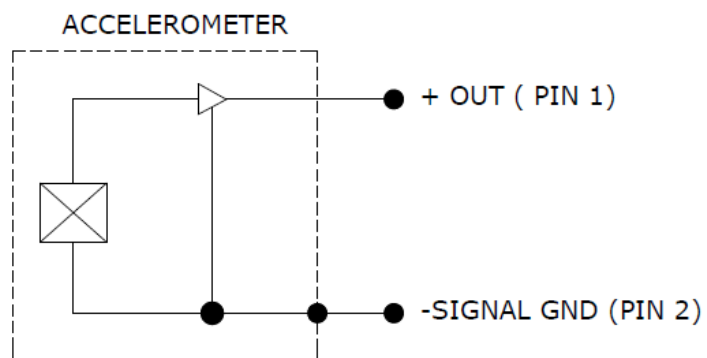 ACCELEROMETER
+ OUT ( PIN 1)
-SIGNAL GND (PIN 2)